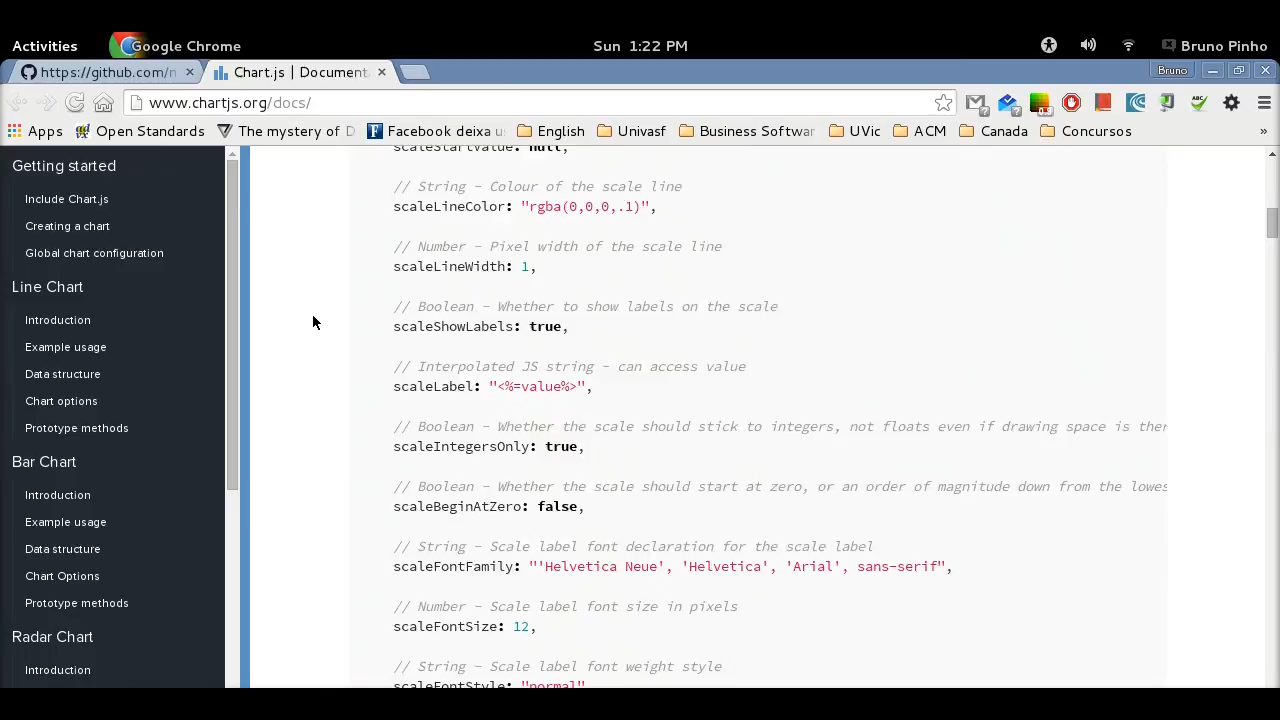 Activities Google Chrome Sun 1:22 PM Bruno Pinho
https://github.com/n Chart.js | Document Bruno
www.chartjs.org/docs/
Apps Open Standards The mystery of D Facebook deixa us English Univasf Business Softwar UVic ACM Canada Concursos »
Getting started
Include Chart.js
Creating a chart
Global chart configuration
Line Chart
Introduction
Example usage
Data structure
Chart options
Prototype methods
Bar Chart
Introduction
Example usage
Data structure
Chart Options
Prototype methods
Radar Chart
Introduction
scaleStartValue: null,
// String - Colour of the scale line
scaleLineColor: "rgba(0,0,0,.1)",
// Number - Pixel width of the scale line
scaleLineWidth: 1,
// Boolean - Whether to show labels on the scale
scaleShowLabels: true,
// Interpolated JS string - can access value
scaleLabel: "<%=value%>",
// Boolean - Whether the scale should stick to integers, not floats even if drawing space is ther
scaleIntegersOnly: true,
// Boolean - Whether the scale should start at zero, or an order of magnitude down from the lowes
scaleBeginAtZero: false,
// String - Scale label font declaration for the scale label
scaleFontFamily: "'Helvetica Neue', 'Helvetica', 'Arial', sans-serif",
// Number - Scale label font size in pixels
scaleFontSize: 12,
// String - Scale label font weight style
scaleFontStyle: "normal"